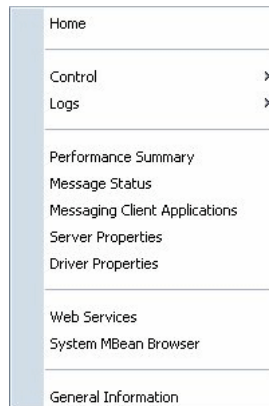 Home
Control
Logs
Performance Summary
Message Status
Messaging Client Applications
Server Properties
Driver Properties
Web Services
System MBean Browser
General Information